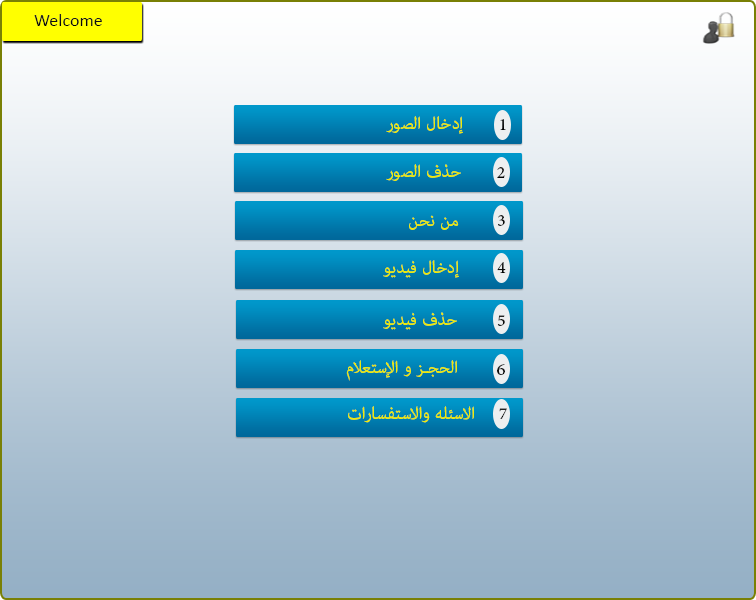 Welcome
1 إدخال الصور
2 حذف الصور
3 من نحن
4 إدخال فيديو
5 حذف فيديو
6 الحجـز و الإستعلام
7 الاسئله والاستفسارات